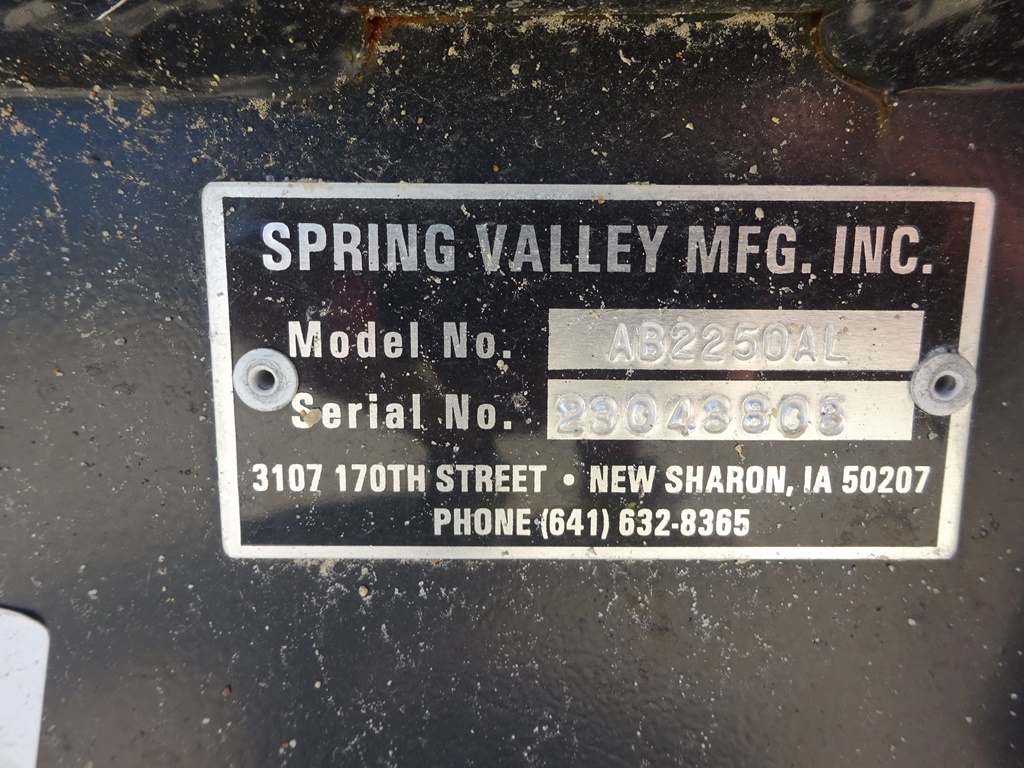 SPRING VALLEY MFG. INC.
Model No. AB2250AL
Serial No. 23043808
3107 170TH STREET • NEW SHARON, IA 50207
PHONE (641) 632-8365